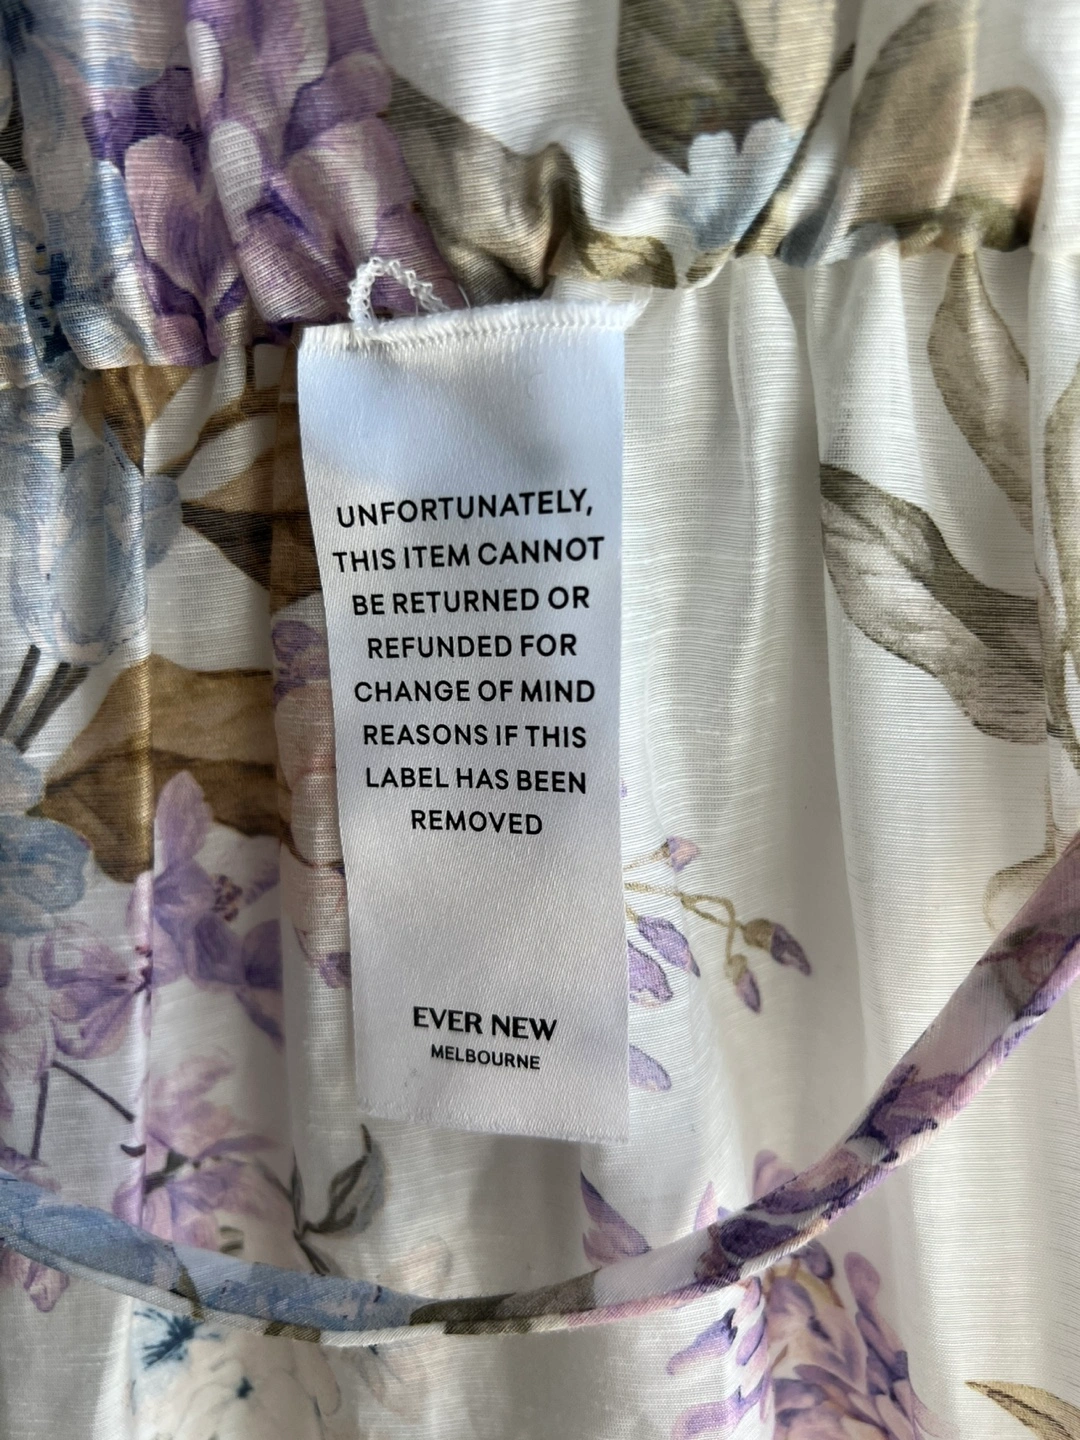 UNFORTUNATELY,
THIS ITEM CANNOT
BE RETURNED OR
REFUNDED FOR
CHANGE OF MIND
REASONS IF THIS
LABEL HAS BEEN
REMOVED
EVER NEW
MELBOURNE